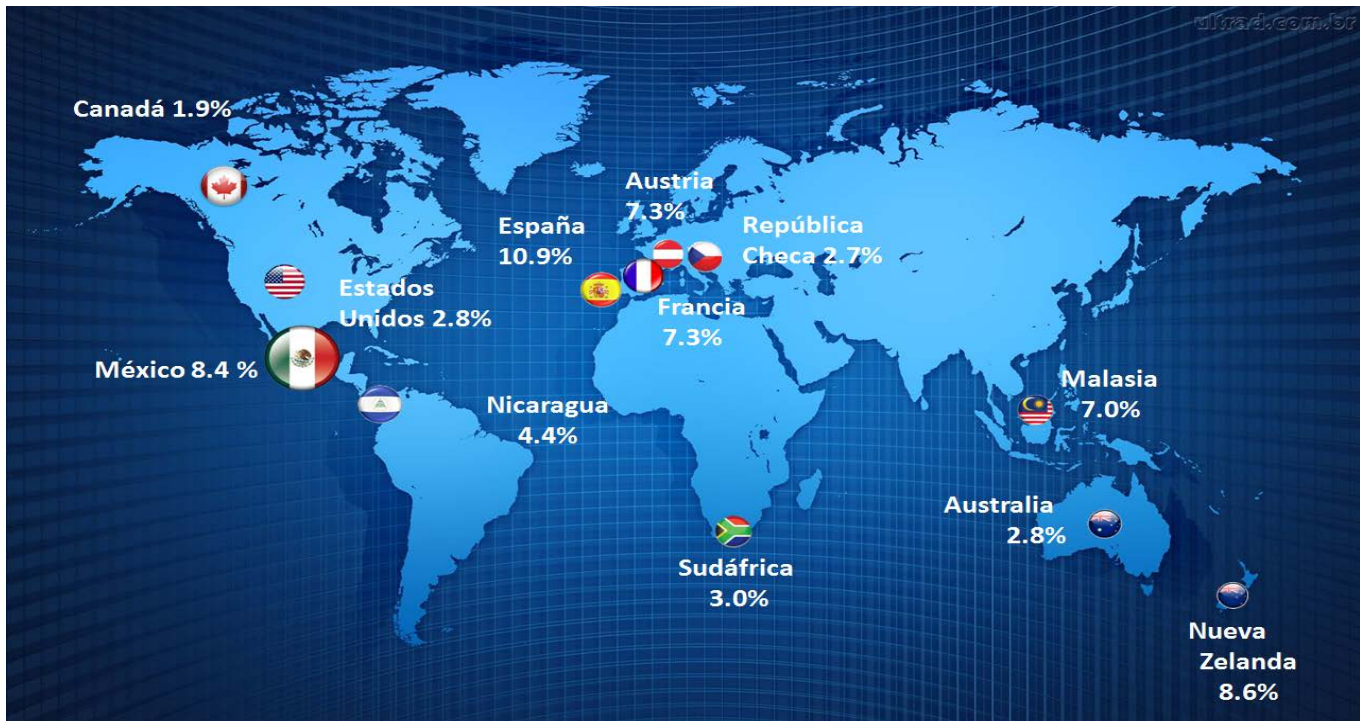 ultrad.com.br
Canadá 1.9%
Austria
7.3%
España
10.9%
República
Checa 2.7%
Estados
Unidos 2.8%
Francia
7.3%
México 8.4 %
Nicaragua
4.4%
Malasia
7.0%
Australia
2.8%
Sudáfrica
3.0%
Nueva
Zelanda
8.6%